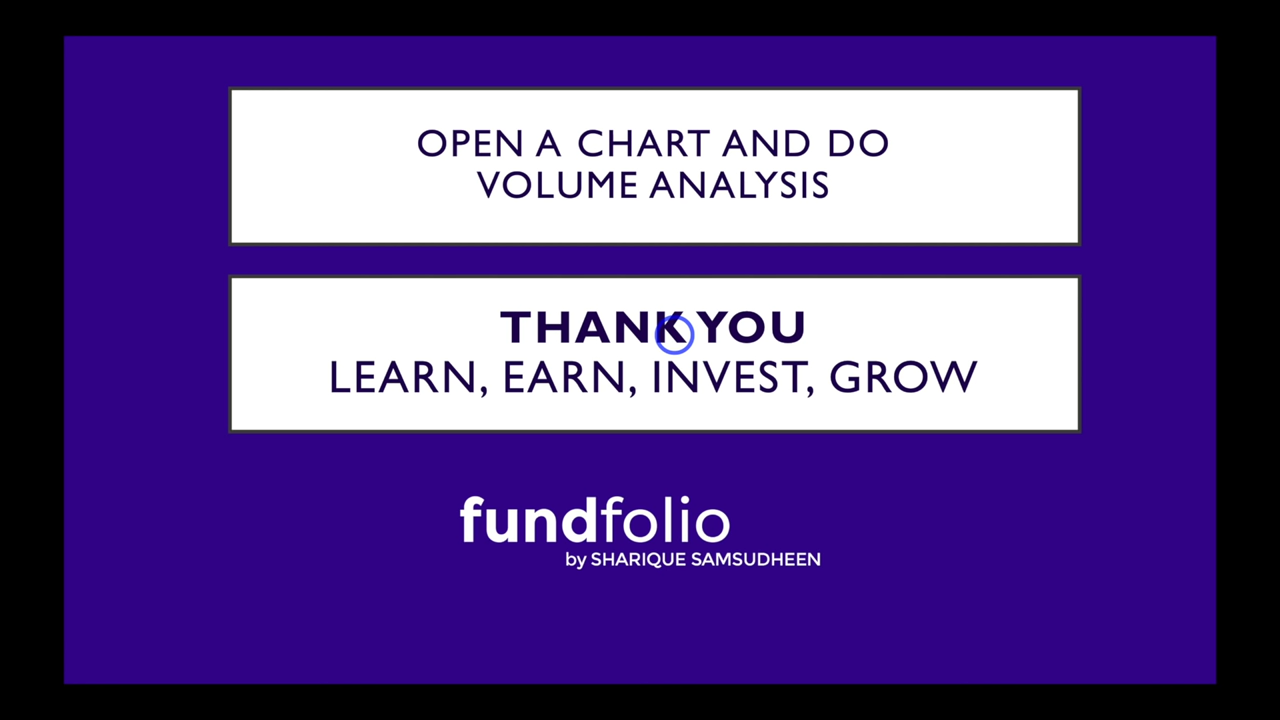 OPEN A CHART AND DO
VOLUME ANALYSIS
THANK YOU
LEARN, EARN, INVEST, GROW
fundfolio
by SHARIQUE SAMSUDHEEN